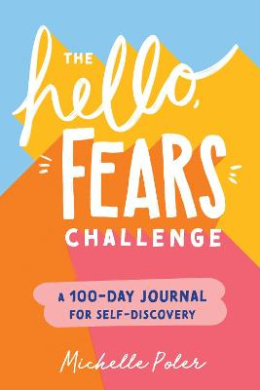 THE
hello,
FEARS
CHALLENGE
A 100-DAY JOURNAL
FOR SELF-DISCOVERY
Michelle Poler